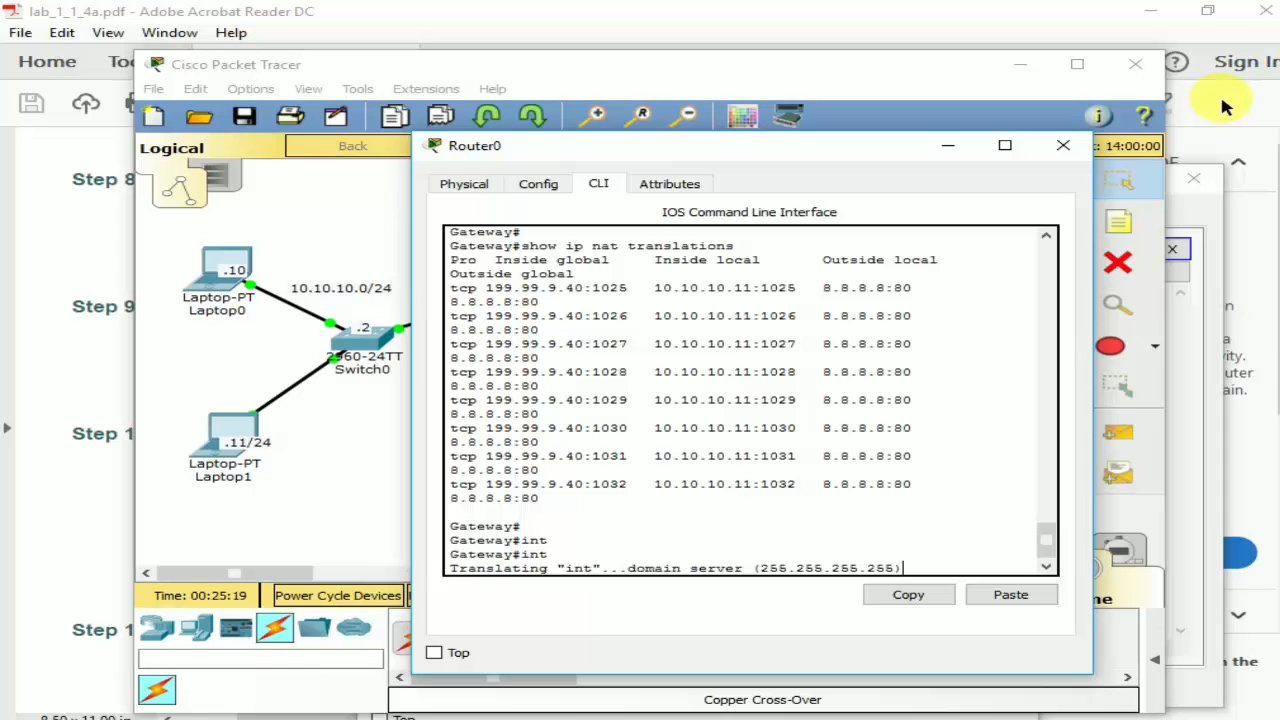 lab_1_1_4a.pdf - Adobe Acrobat Reader DC
File Edit View Window Help
Home
Sign In
Cisco Packet Tracer
File Edit Options View Tools Extensions Help
Logical
Back
: 14:00:00
Router0
Physical Config CLI Attributes
IOS Command Line Interface
Gateway#
Gateway#show ip nat translations
Pro Inside global Inside local Outside local
Outside global
tcp 199.99.9.40:1025 10.10.10.11:1025 8.8.8.8:80
8.8.8.8:80
tcp 199.99.9.40:1026 10.10.10.11:1026 8.8.8.8:80
8.8.8.8:80
tcp 199.99.9.40:1027 10.10.10.11:1027 8.8.8.8:80
8.8.8.8:80
tcp 199.99.9.40:1028 10.10.10.11:1028 8.8.8.8:80
8.8.8.8:80
tcp 199.99.9.40:1029 10.10.10.11:1029 8.8.8.8:80
8.8.8.8:80
tcp 199.99.9.40:1030 10.10.10.11:1030 8.8.8.8:80
8.8.8.8:80
tcp 199.99.9.40:1031 10.10.10.11:1031 8.8.8.8:80
8.8.8.8:80
tcp 199.99.9.40:1032 10.10.10.11:1032 8.8.8.8:80
8.8.8.8:80
Gateway#
Gateway#int
Gateway#int
Translating "int"...domain server (255.255.255.255)
Copy Paste
Top
Step 8
.10
10.10.10.0/24
Laptop-PT
Laptop0
Step 9
.2
2960-24TT
Switch0
Step 1
.11/24
Laptop-PT
Laptop1
Time: 00:25:19
Power Cycle Devices
Step 1
Copper Cross-Over
8.50 x 11.00 in
Top